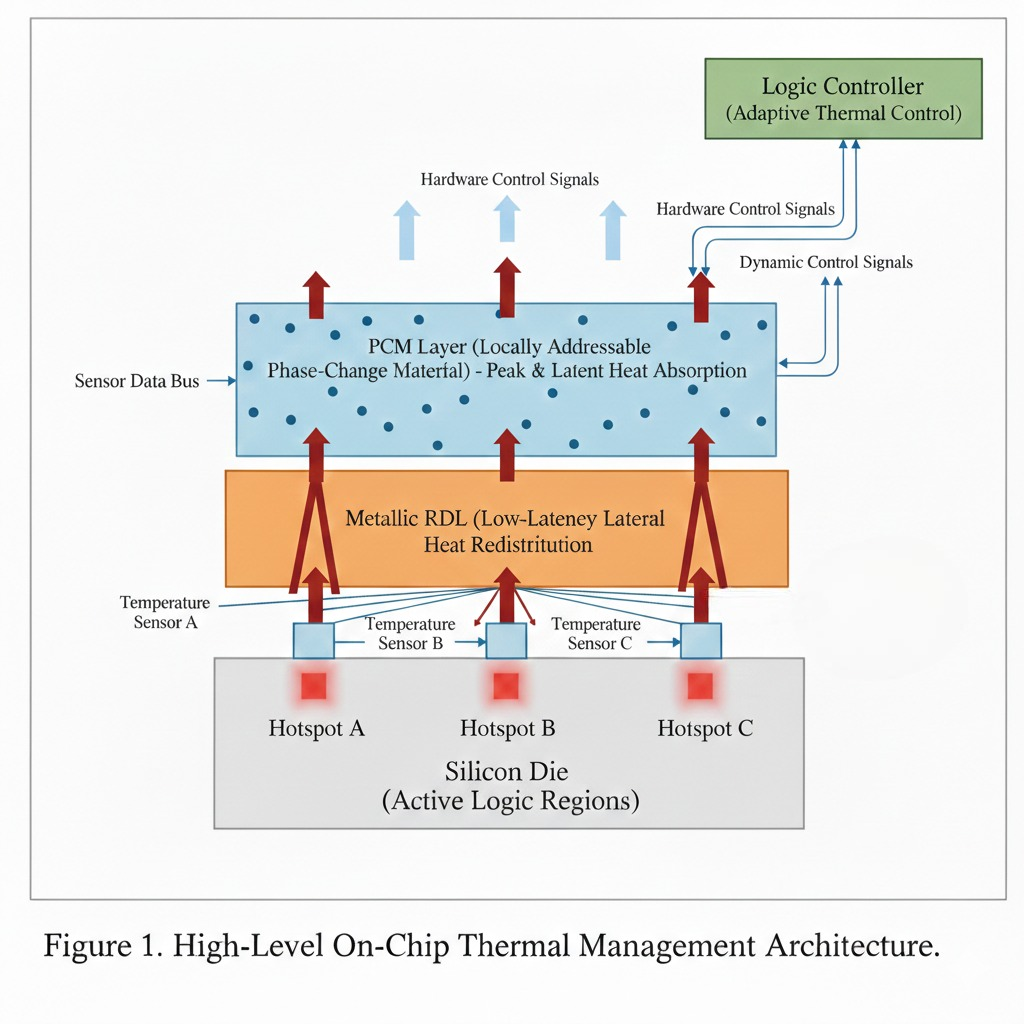 Logic Controller
(Adaptive Thermal Control)
Hardware Control Signals
Hardware Control Signals
Dynamic Control Signals
PCM Layer (Locally Addressable
Phase-Change Material) - Peak & Latent Heat Absorption
Sensor Data Bus
Metallic RDL (Low-Lateney Lateral
Heat Redistritution
Temperature
Sensor A
Temperature
Sensor B
Temperature
Sensor C
Hotspot A
Hotspot B
Hotspot C
Silicon Die
(Active Logic Regions)
Figure 1. High-Level On-Chip Thermal Management Architecture.